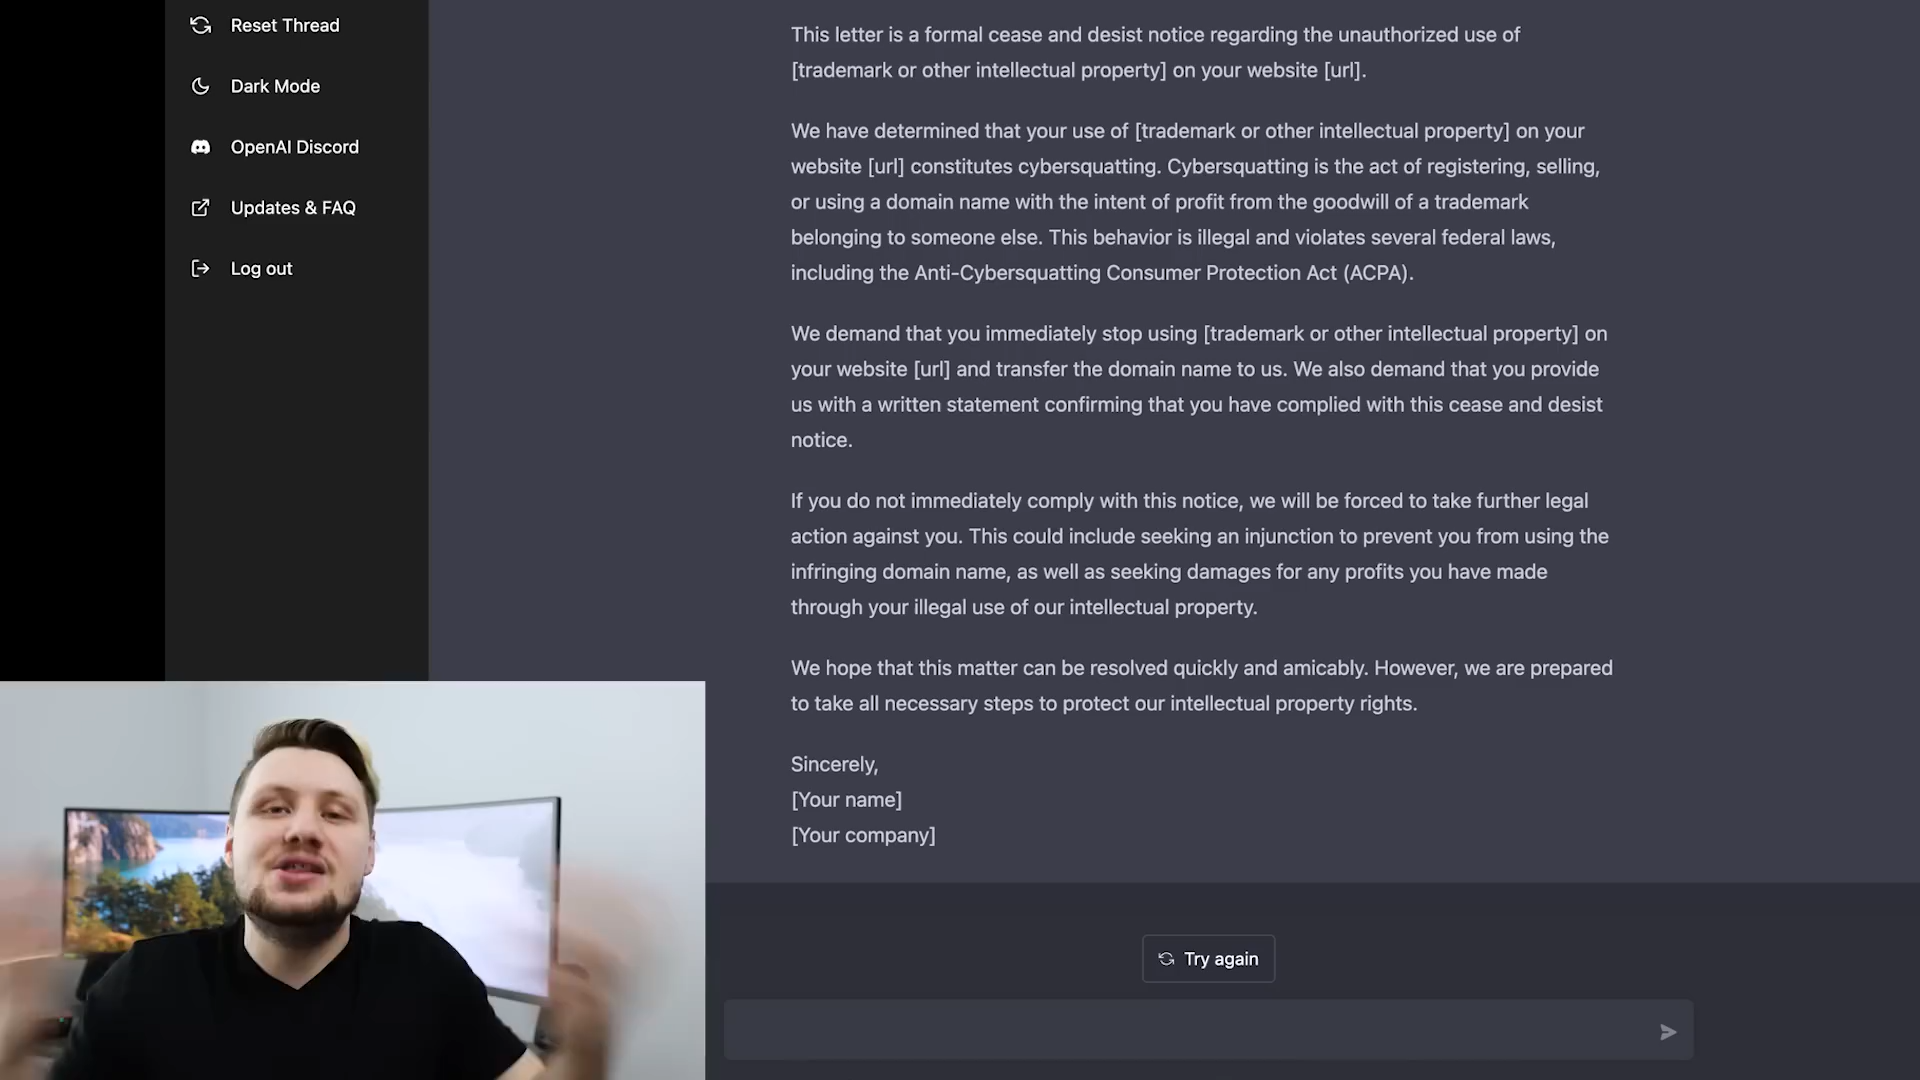 Reset Thread
Dark Mode
OpenAI Discord
Updates & FAQ
Log out
This letter is a formal cease and desist notice regarding the unauthorized use of
[trademark or other intellectual property] on your website [url].
We have determined that your use of [trademark or other intellectual property] on your
website [url] constitutes cybersquatting. Cybersquatting is the act of registering, selling,
or using a domain name with the intent of profit from the goodwill of a trademark
belonging to someone else. This behavior is illegal and violates several federal laws,
including the Anti-Cybersquatting Consumer Protection Act (ACPA).
We demand that you immediately stop using [trademark or other intellectual property] on
your website [url] and transfer the domain name to us. We also demand that you provide
us with a written statement confirming that you have complied with this cease and desist
notice.
If you do not immediately comply with this notice, we will be forced to take further legal
action against you. This could include seeking an injunction to prevent you from using the
infringing domain name, as well as seeking damages for any profits you have made
through your illegal use of our intellectual property.
We hope that this matter can be resolved quickly and amicably. However, we are prepared
to take all necessary steps to protect our intellectual property rights.
Sincerely,
[Your name]
[Your company]
Try again